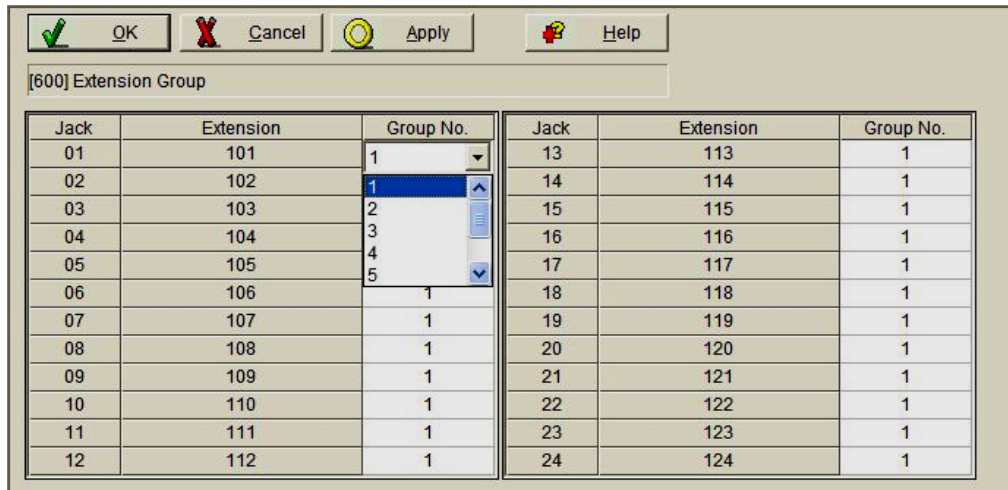 OK Cancel Apply Help
[600] Extension Group
Jack Extension Group No. Jack Extension Group No.
01 101 1 13 113 1
02 102 1 14 114 1
03 103 2 15 115 1
04 104 3 16 116 1
4
05 105 5 17 117 1
06 106 1 18 118 1
07 107 1 19 119 1
08 108 1 20 120 1
09 109 1 21 121 1
10 110 1 22 122 1
11 111 1 23 123 1
12 112 1 24 124 1